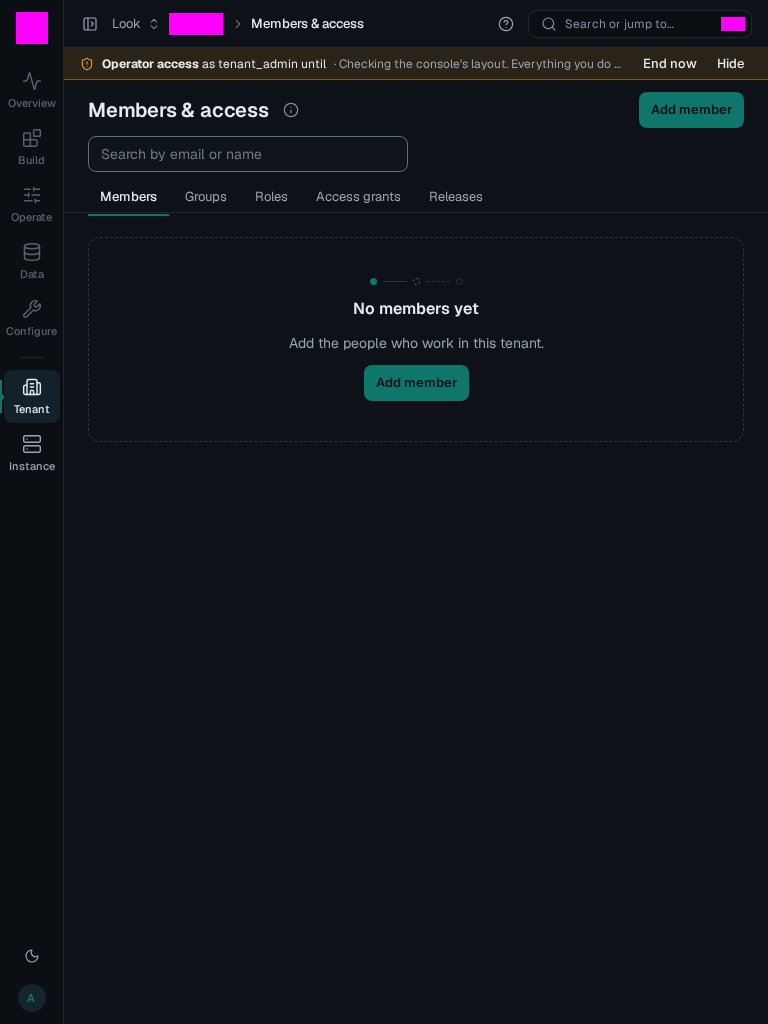 Look
Members & access
Search or jump to...
Operator access as tenant_admin until · Checking the console's layout. Everything you do ...
End now
Hide
Overview
Build
Operate
Data
Configure
Tenant
Instance
A
Members & access
Add member
Search by email or name
Members
Groups
Roles
Access grants
Releases
No members yet
Add the people who work in this tenant.
Add member